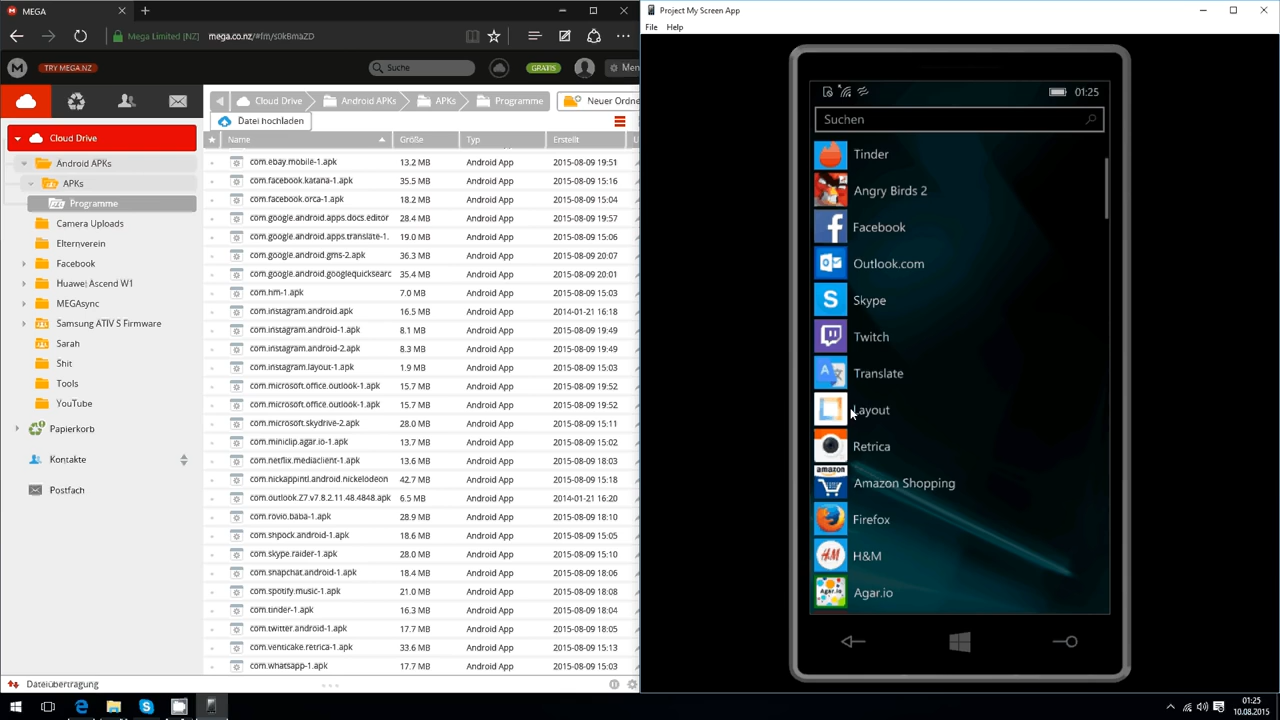 MEGA
Mega Limited [NZ]
mega.co.nz/#fm/s0kBmaZD
TRY MEGA.NZ
Suche
GRATIS
Men
Cloud Drive
Android APKs
APKs
Programme
Camera Uploads
Elternverein
Facebook
Huawei Ascend W1
MEGAsync
Samsung ATIV S Firmware
Sarah
Shit
Tools
YouTube
Papierkorb
Kontakte
Postfach
Dateiübertragung
Cloud Drive Android APKs APKs Programme Neuer Ordne
Datei hochladen
Name Größe Typ Erstellt
com.ebay.mobile-1.apk 13.2 MB Android App 2015-08-09 19:51
com.facebook.katana-1.apk 35.5 MB Android App 2015-08-09 15:16
com.facebook.orca-1.apk 18.2 MB Android App 2015-08-09 15:04
com.google.android.apps.docs.editor 28.4 MB Android App 2015-08-09 19:57
com.google.android.apps.translate-1. 19.0 MB Android App 2015-08-09 15:06
com.google.android.gms-2.apk 36.3 MB Android App 2015-08-09 20:07
com.google.android.googlequicksearc 35.4 MB Android App 2015-08-09 20:01
com.hm-1.apk 7.0 MB Android App 2015-08-09 15:03
com.instagram.android.apk 16.5 MB Android App 2014-01-21 16:18
com.instagram.android-1.apk 8.1 MB Android App 2015-08-09 19:49
com.instagram.android-2.apk 8.3 MB Android App 2015-08-09 19:49
com.instagram.layout-1.apk 1.9 MB Android App 2015-08-09 15:03
com.microsoft.office.outlook-1.apk 15.7 MB Android App 2015-08-09 19:52
com.microsoft.office.outlook-1.apk 15.7 MB Android App 2015-08-09 19:52
com.microsoft.skydrive-2.apk 28.0 MB Android App 2015-08-09 15:11
com.miniclip.agar.io-1.apk 13.7 MB Android App 2015-08-09 15:02
com.netflix.mediaclient-1.apk 13.6 MB Android App 2015-08-09 18:03
com.nickappintl.android.nickelodeon 42.7 MB Android App 2015-08-09 15:18
com.outlook.Z7.v7.8.2.11.48.4848.apk 6.5 MB Android App 2014-01-21 16:20
com.rovio.baba-1.apk 28.9 MB Android App 2015-08-09 18:10
com.shpock.android-1.apk 18.6 MB Android App 2015-08-09 15:05
com.skype.raider-1.apk 28.0 MB Android App 2015-08-09 15:10
com.snapchat.android-1.apk 18.4 MB Android App 2015-08-09 18:06
com.spotify.music-1.apk 21.0 MB Android App 2015-08-09 18:08
com.tinder-1.apk 16.3 MB Android App 2015-08-09 18:04
com.twitter.android-1.apk 17.7 MB Android App 2015-08-09 18:05
com.venticake.retrica-1.apk 33.6 MB Android App 2015-08-09 15:13
com.whatsapp-1.apk 17.7 MB Android App 2015-08-09 15:03
Project My Screen App
File Help
01:25
Suchen
Tinder
Angry Birds 2
Facebook
Outlook.com
Skype
Twitch
Translate
Layout
Retrica
amazon
Amazon Shopping
Firefox
H&M
Agar.io
01:25
10.08.2015